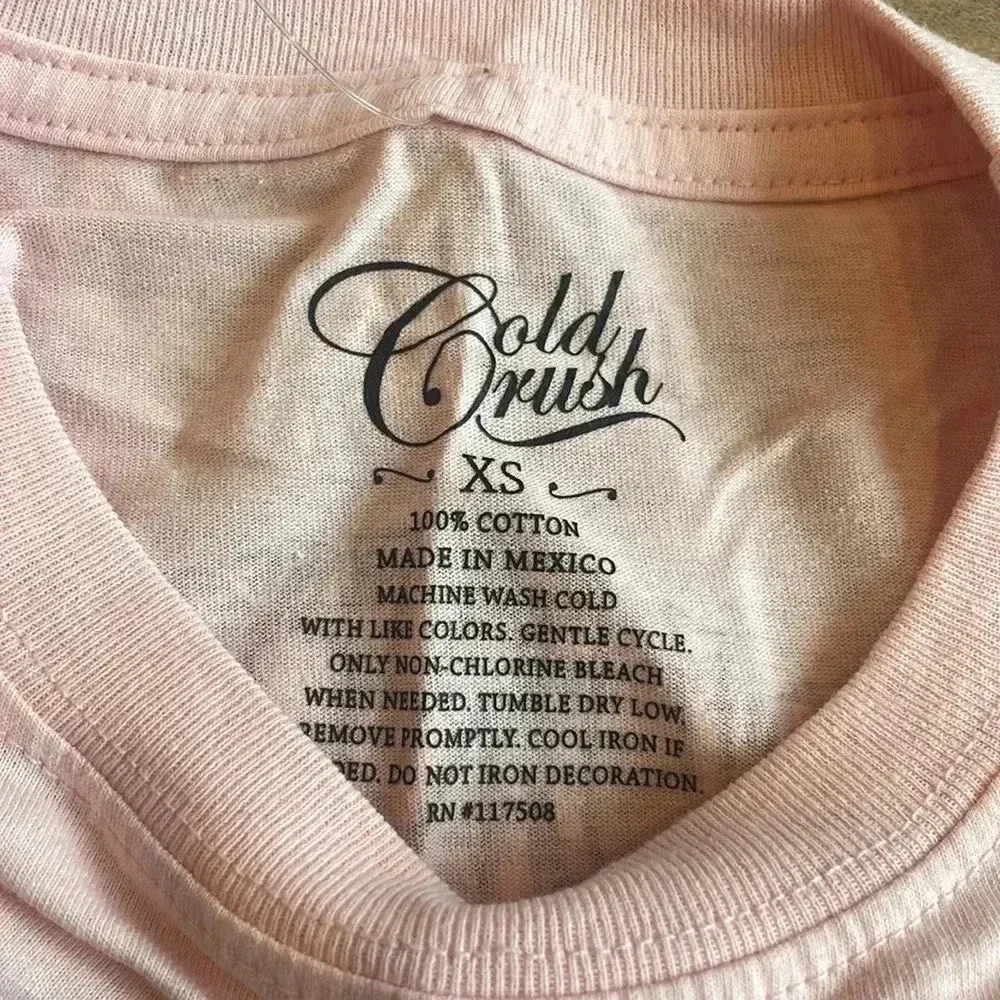 Cold
Crush
XS
100% COTTON
MADE IN MEXICO
MACHINE WASH COLD
WITH LIKE COLORS. GENTLE CYCLE.
ONLY NON-CHLORINE BLEACH
WHEN NEEDED. TUMBLE DRY LOW,
REMOVE PROMPTLY. COOL IRON IF
DO NOT IRON DECORATION.
RN #117508